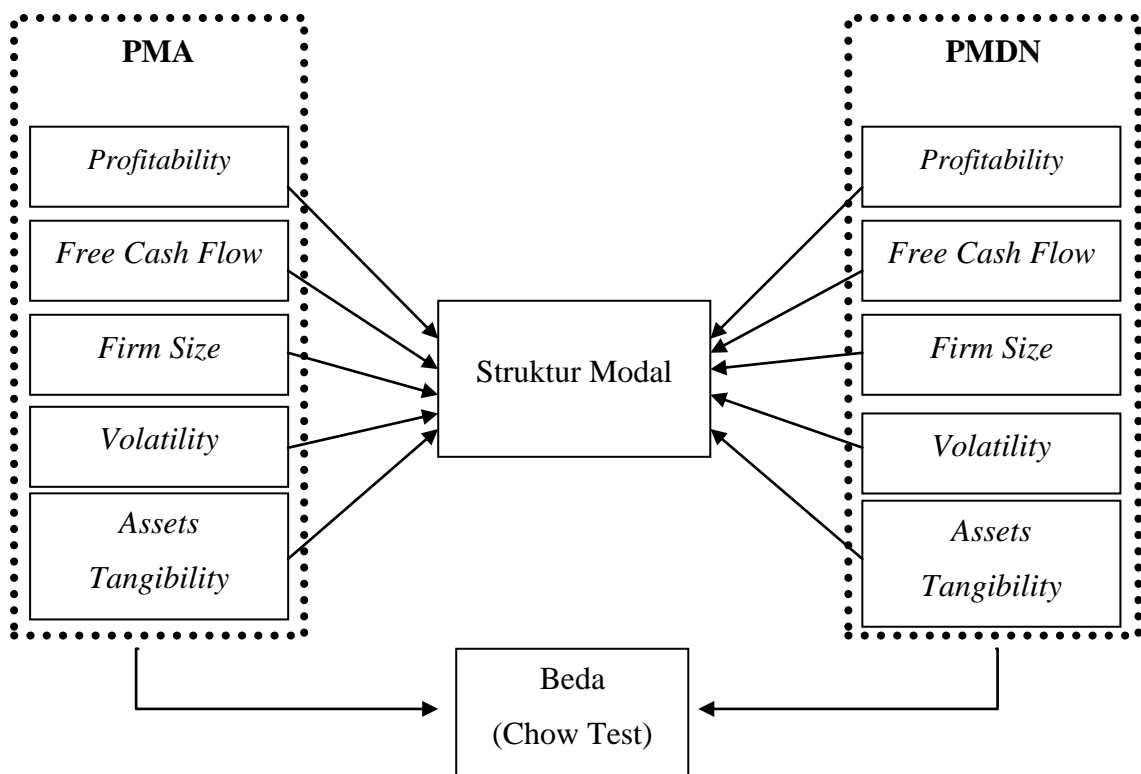 PMA
Profitability
Free Cash Flow
Firm Size
Volatility
Assets
Tangibility
Struktur Modal
PMDN
Profitability
Free Cash Flow
Firm Size
Volatility
Assets
Tangibility
Beda
(Chow Test)